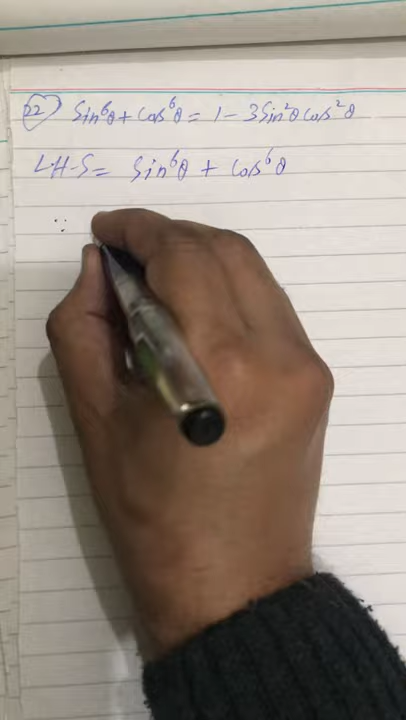 22) Sin⁶θ + Cos⁶θ = 1 - 3Sin²θ Cos²θ
L.H.S = Sin⁶θ + Cos⁶θ
∵